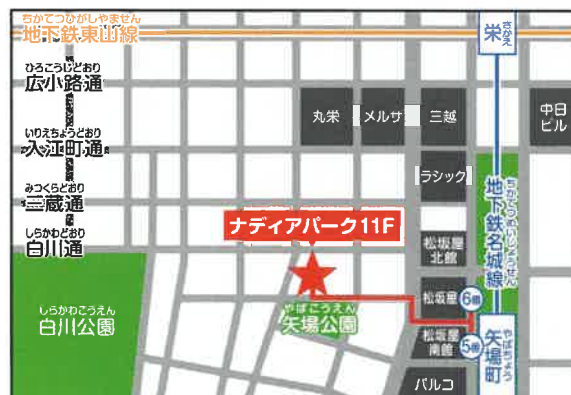 ちかてつひがしやません
地下鉄東山線
さかえ
栄
ひろこうじどおり
広小路通
丸栄
メルサ
三越
中日
ビル
いりえちょうどおり
入江町通
ラシック
みつくらどおり
三蔵通
しらかわどおり
白川通
ナディアパーク11F
松坂屋
北館
ちかてつめいじょうせん
地下鉄名城線
しらかわこうえん
白川公園
やばこうえん
矢場公園
松坂屋
6番
松坂屋
南館
5番
やばちょう
矢場町
パルコ